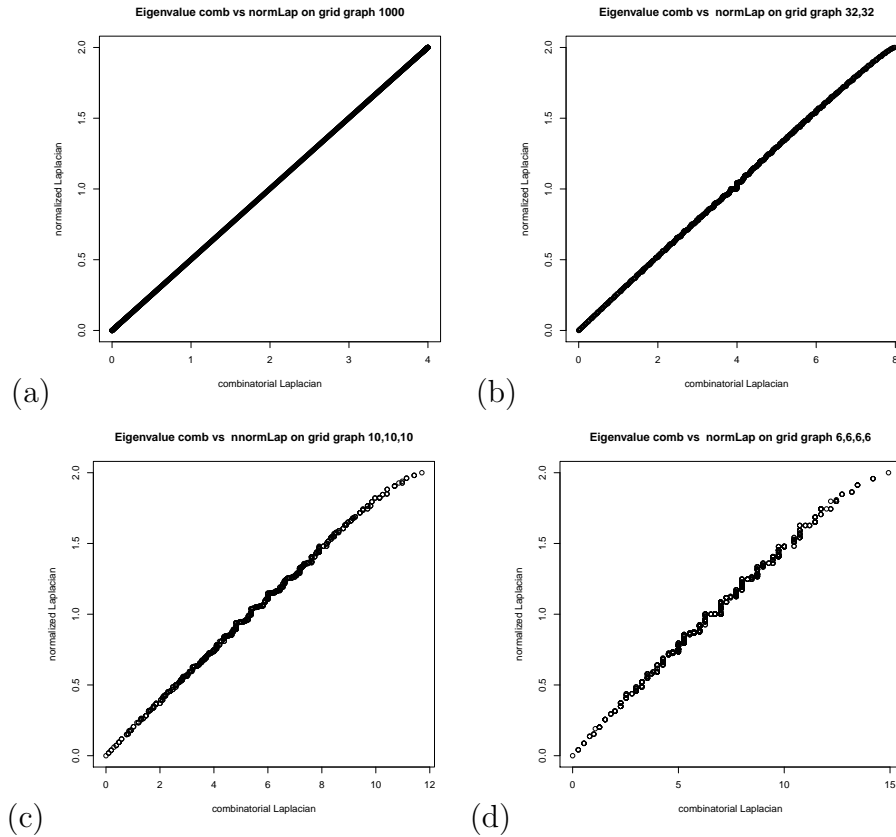 Eigenvalue comb vs normLap on grid graph 1000
normalized Laplacian
2.0
1.5
1.0
0.5
0.0
0 1 2 3 4
combinatorial Laplacian
(a)
Eigenvalue comb vs normLap on grid graph 32,32
normalized Laplacian
2.0
1.5
1.0
0.5
0.0
0 2 4 6 8
combinatorial Laplacian
(b)
Eigenvalue comb vs nnormLap on grid graph 10,10,10
normalized Laplacian
2.0
1.5
1.0
0.5
0.0
0 2 4 6 8 10 12
combinatorial Laplacian
(c)
Eigenvalue comb vs normLap on grid graph 6,6,6,6
normalized Laplacian
2.0
1.5
1.0
0.5
0.0
0 5 10 15
combinatorial Laplacian
(d)